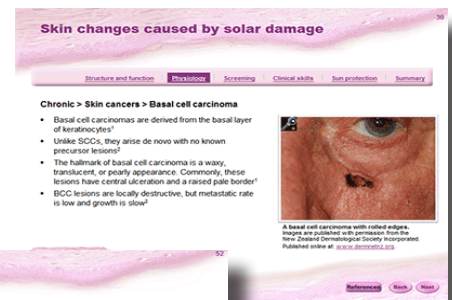 36
Skin changes caused by solar damage
Structure and function Physiology Screening Clinical skills Sun protection Summary
Chronic > Skin cancers > Basal cell carcinoma
• Basal cell carcinomas are derived from the basal layer
of keratinocytes¹
• Unlike SCCs, they arise de novo with no known
precursor lesions²
• The hallmark of basal cell carcinoma is a waxy,
translucent, or pearly appearance. Commonly, these
lesions have central ulceration and a raised pale border¹
• BCC lesions are locally destructive, but metastatic rate
is low and growth is slow²
A basal cell carcinoma with rolled edges.
Images are published with permission from the
New Zealand Dermatological Society Incorporated.
Published online at: www.dermnetnz.org.
52
References Back Next